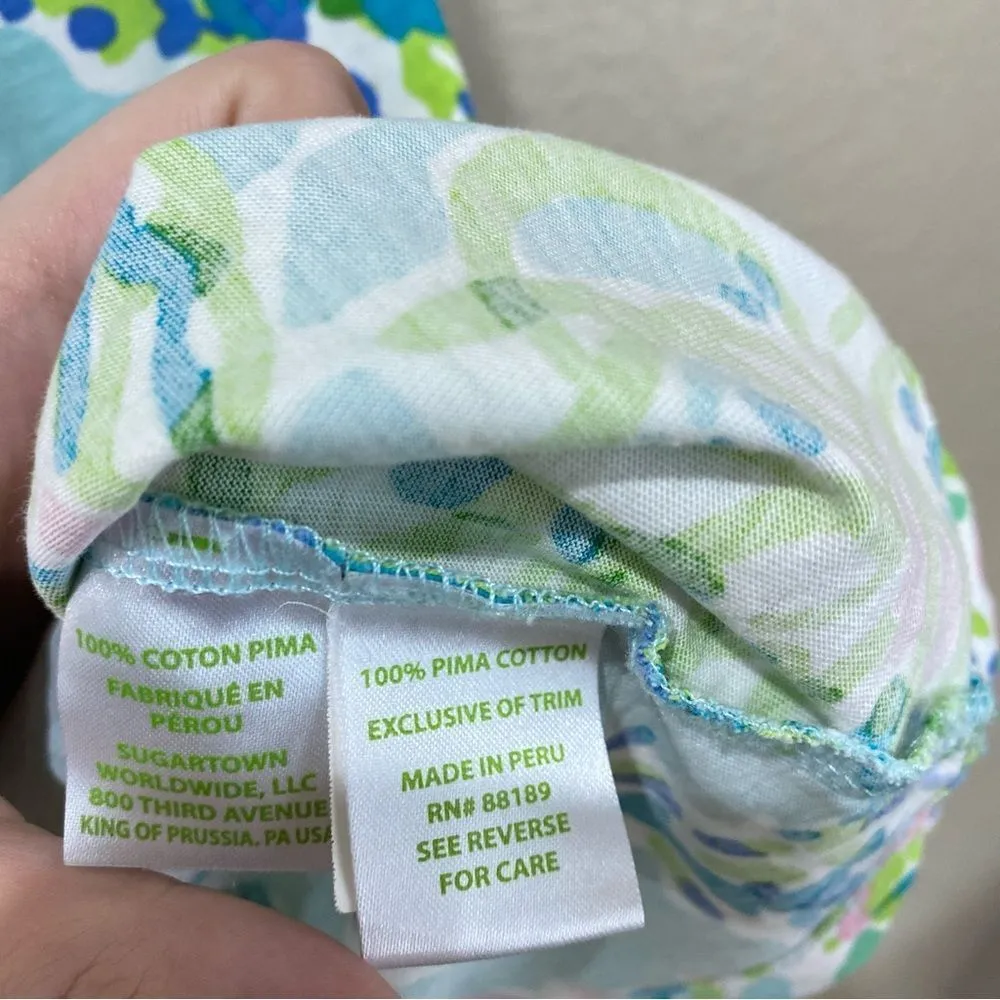 100% COTON PIMA
FABRIQUÉ EN
PÉROU
SUGARTOWN
WORLDWIDE, LLC
800 THIRD AVENUE
KING OF PRUSSIA, PA USA
100% PIMA COTTON
EXCLUSIVE OF TRIM
MADE IN PERU
RN# 88189
SEE REVERSE
FOR CARE